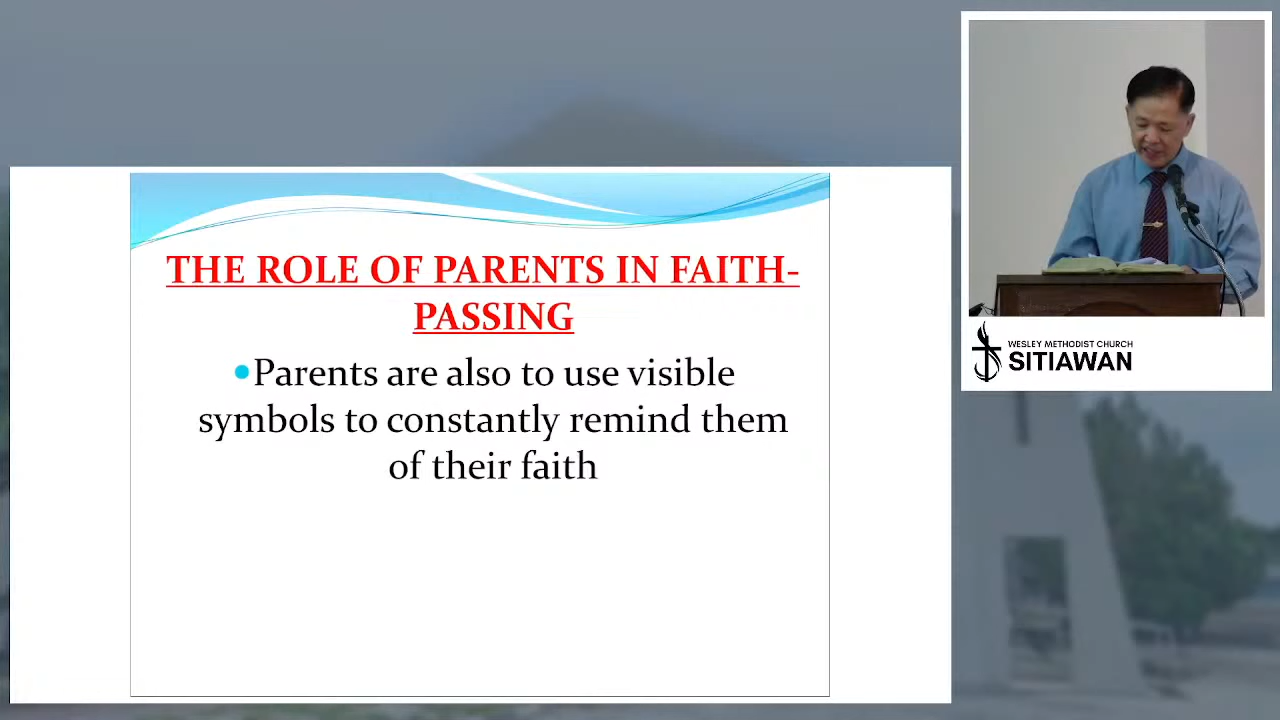 THE ROLE OF PARENTS IN FAITH-
PASSING
•Parents are also to use visible
symbols to constantly remind them
of their faith
WESLEY METHODIST CHURCH
SITIAWAN